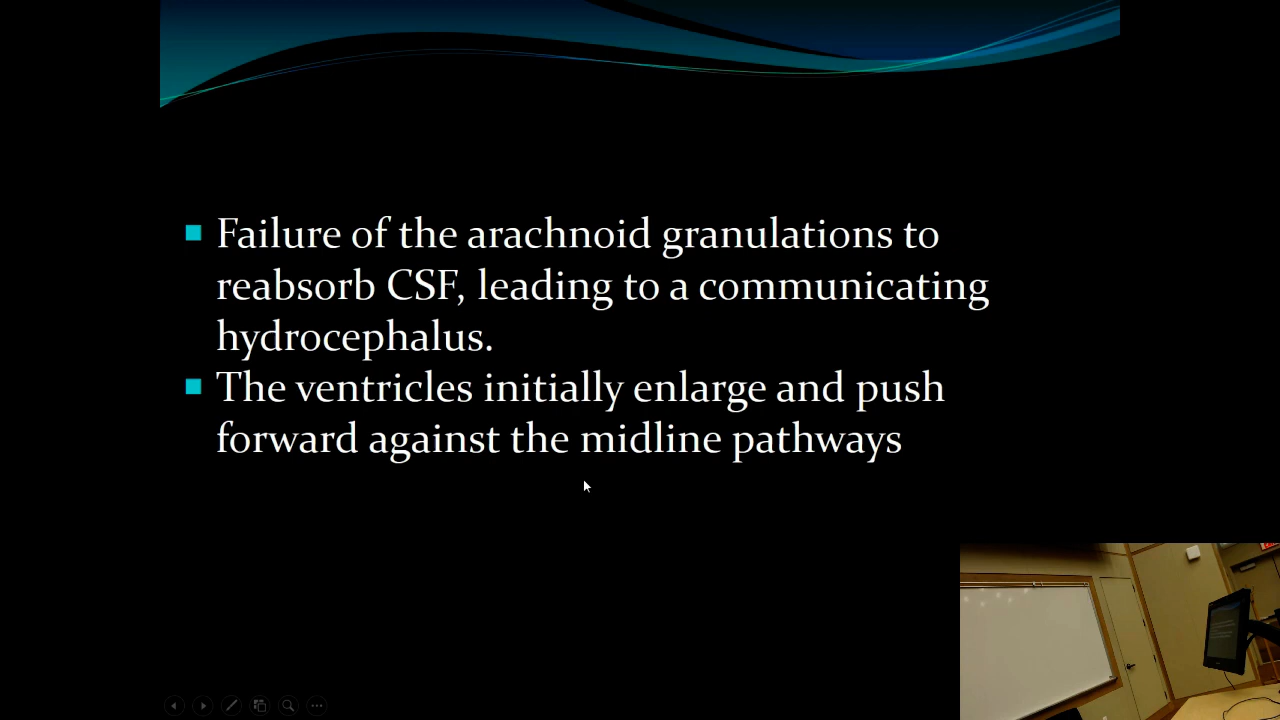 Failure of the arachnoid granulations to
reabsorb CSF, leading to a communicating
hydrocephalus.
The ventricles initially enlarge and push
forward against the midline pathways